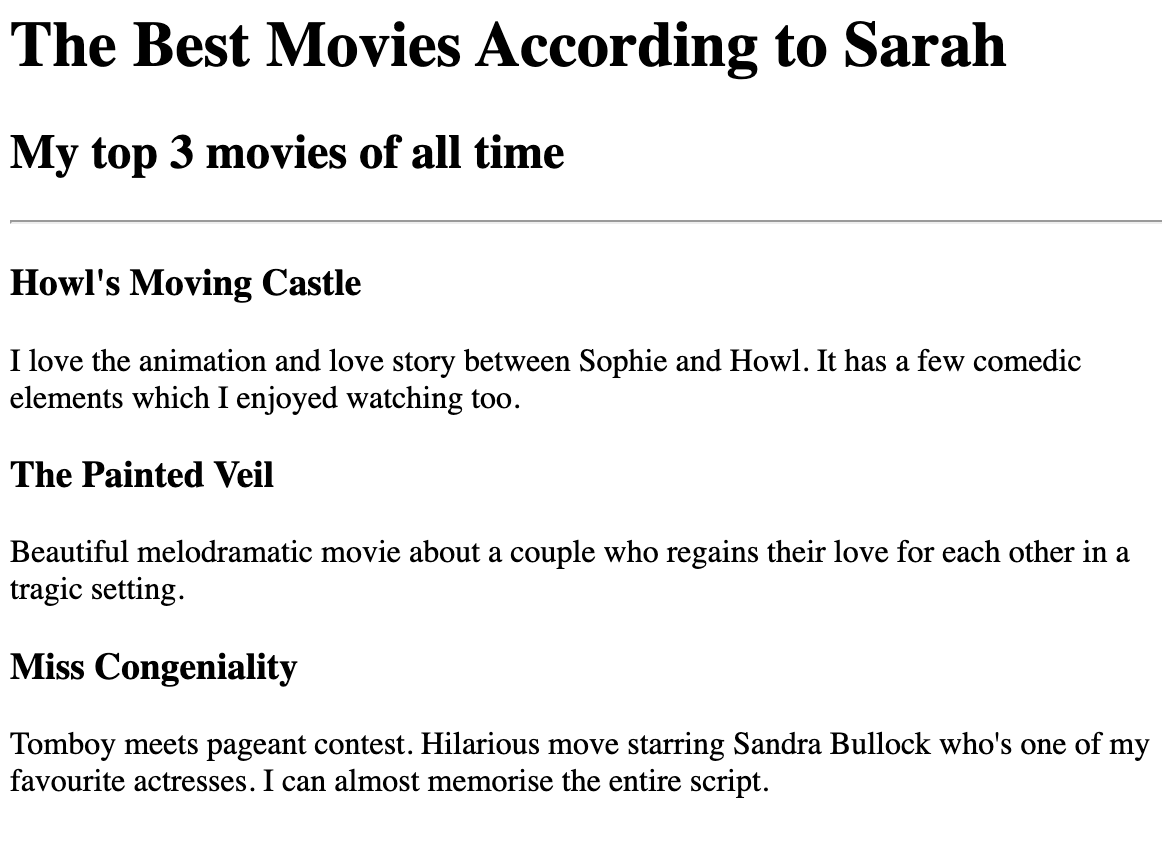 The Best Movies According to Sarah
My top 3 movies of all time
Howl's Moving Castle
I love the animation and love story between Sophie and Howl. It has a few comedic
elements which I enjoyed watching too.
The Painted Veil
Beautiful melodramatic movie about a couple who regains their love for each other in a
tragic setting.
Miss Congeniality
Tomboy meets pageant contest. Hilarious move starring Sandra Bullock who's one of my
favourite actresses. I can almost memorise the entire script.